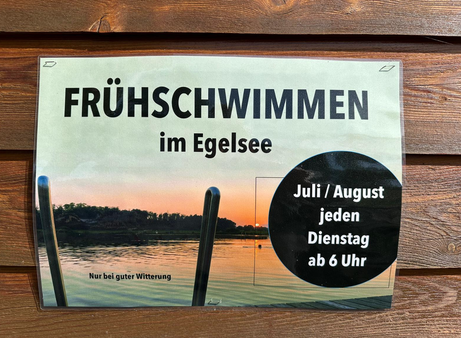 FRÜHSCHWIMMEN
im Egelsee
Juli / August
jeden
Dienstag
ab 6 Uhr
Nur bei guter Witterung